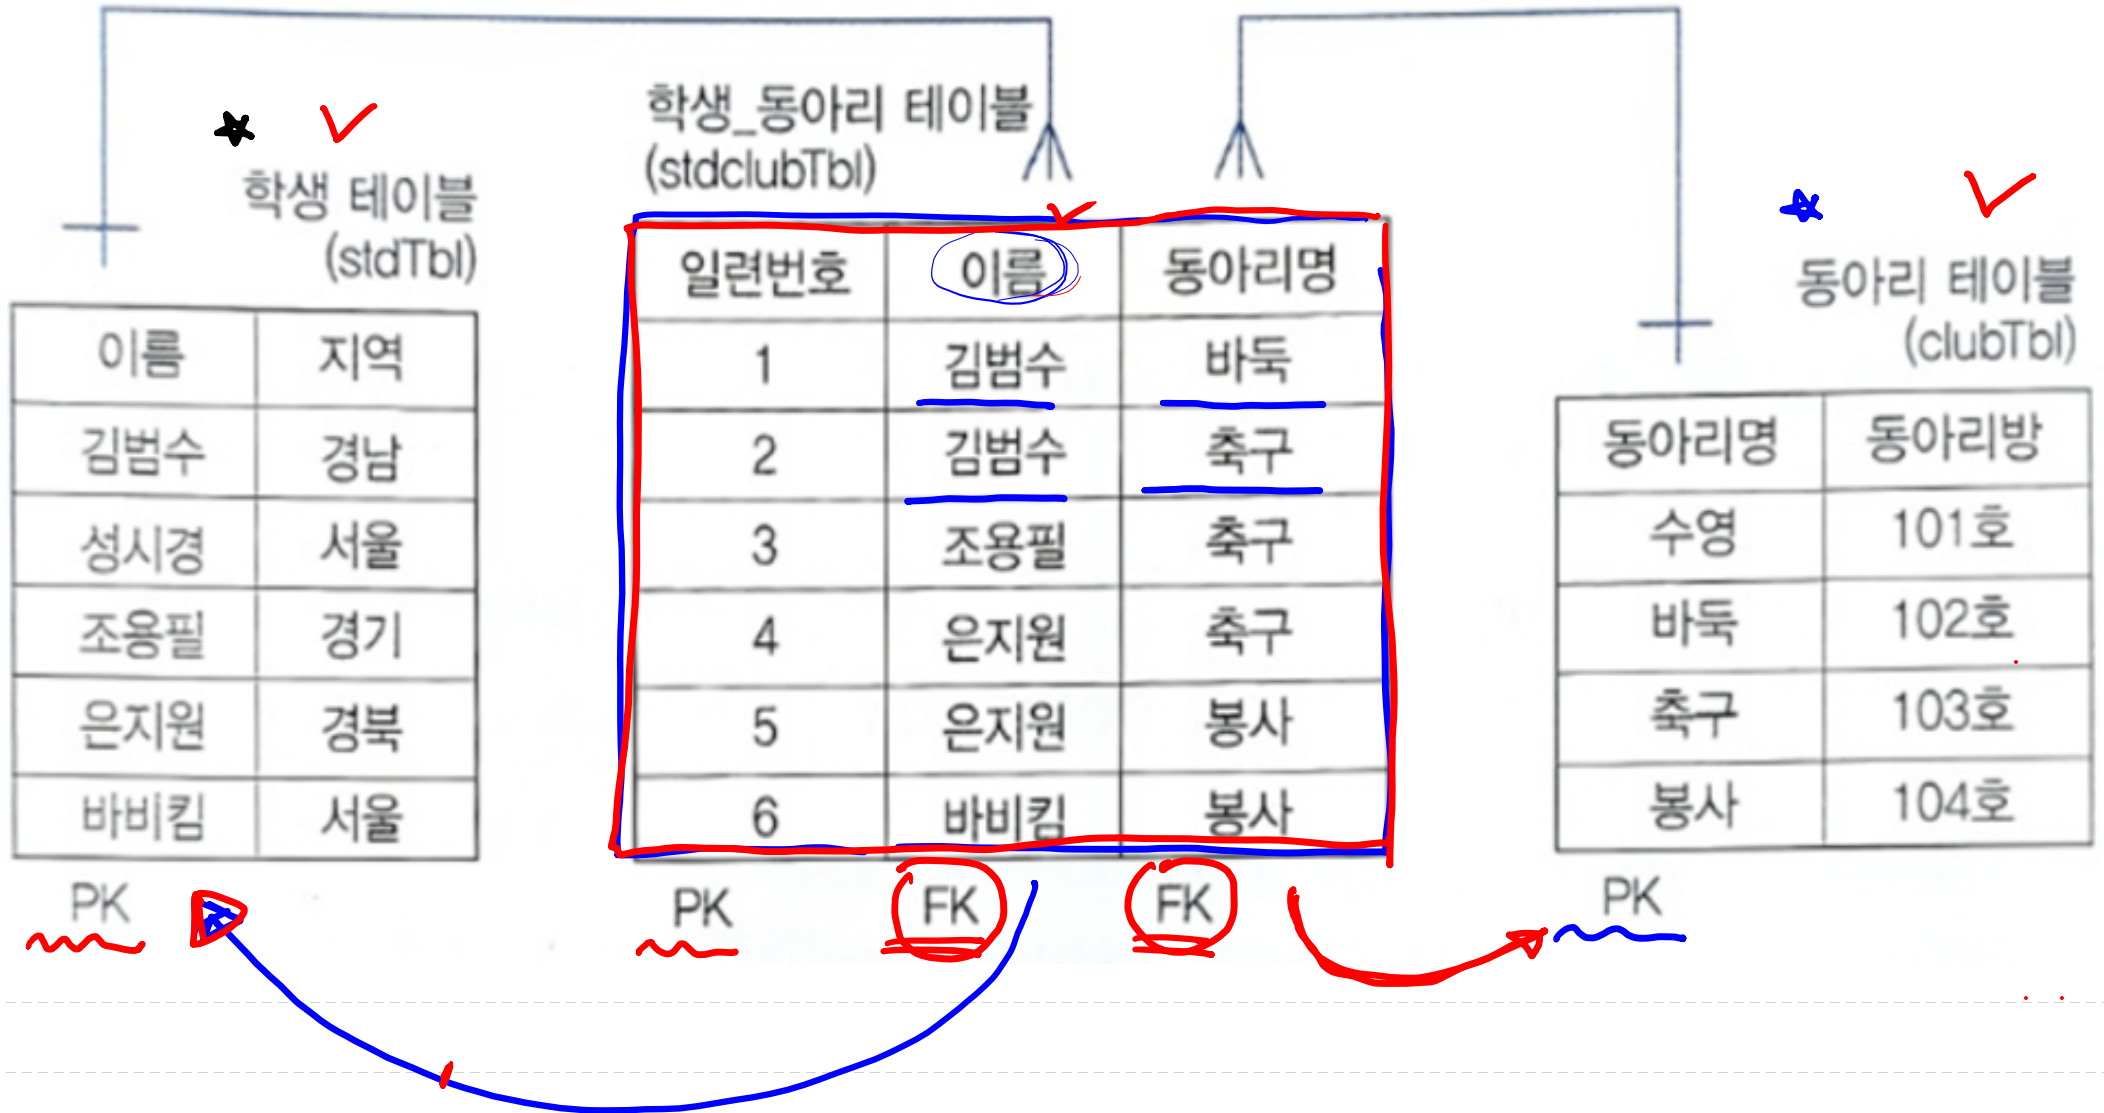 학생 테이블
(stdTbl)
이름 지역
김범수 경남
성시경 서울
조용필 경기
은지원 경북
바비킴 서울
PK
학생_동아리 테이블
(stdclubTbl)
일련번호 이름 동아리명
1 김범수 바둑
2 김범수 축구
3 조용필 축구
4 은지원 축구
5 은지원 봉사
6 바비킴 봉사
PK FK FK
동아리 테이블
(clubTbl)
동아리명 동아리방
수영 101호
바둑 102호
축구 103호
봉사 104호
PK